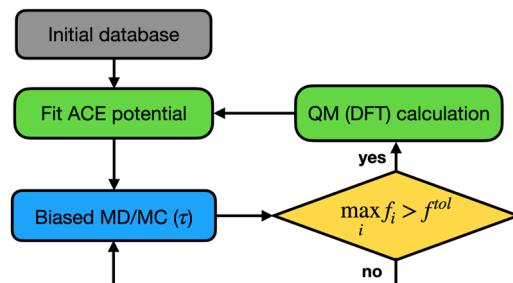 Initial database
Fit ACE potential
QM (DFT) calculation
yes
Biased MD/MC (τ)
max f_i > f^{tol}
i
no